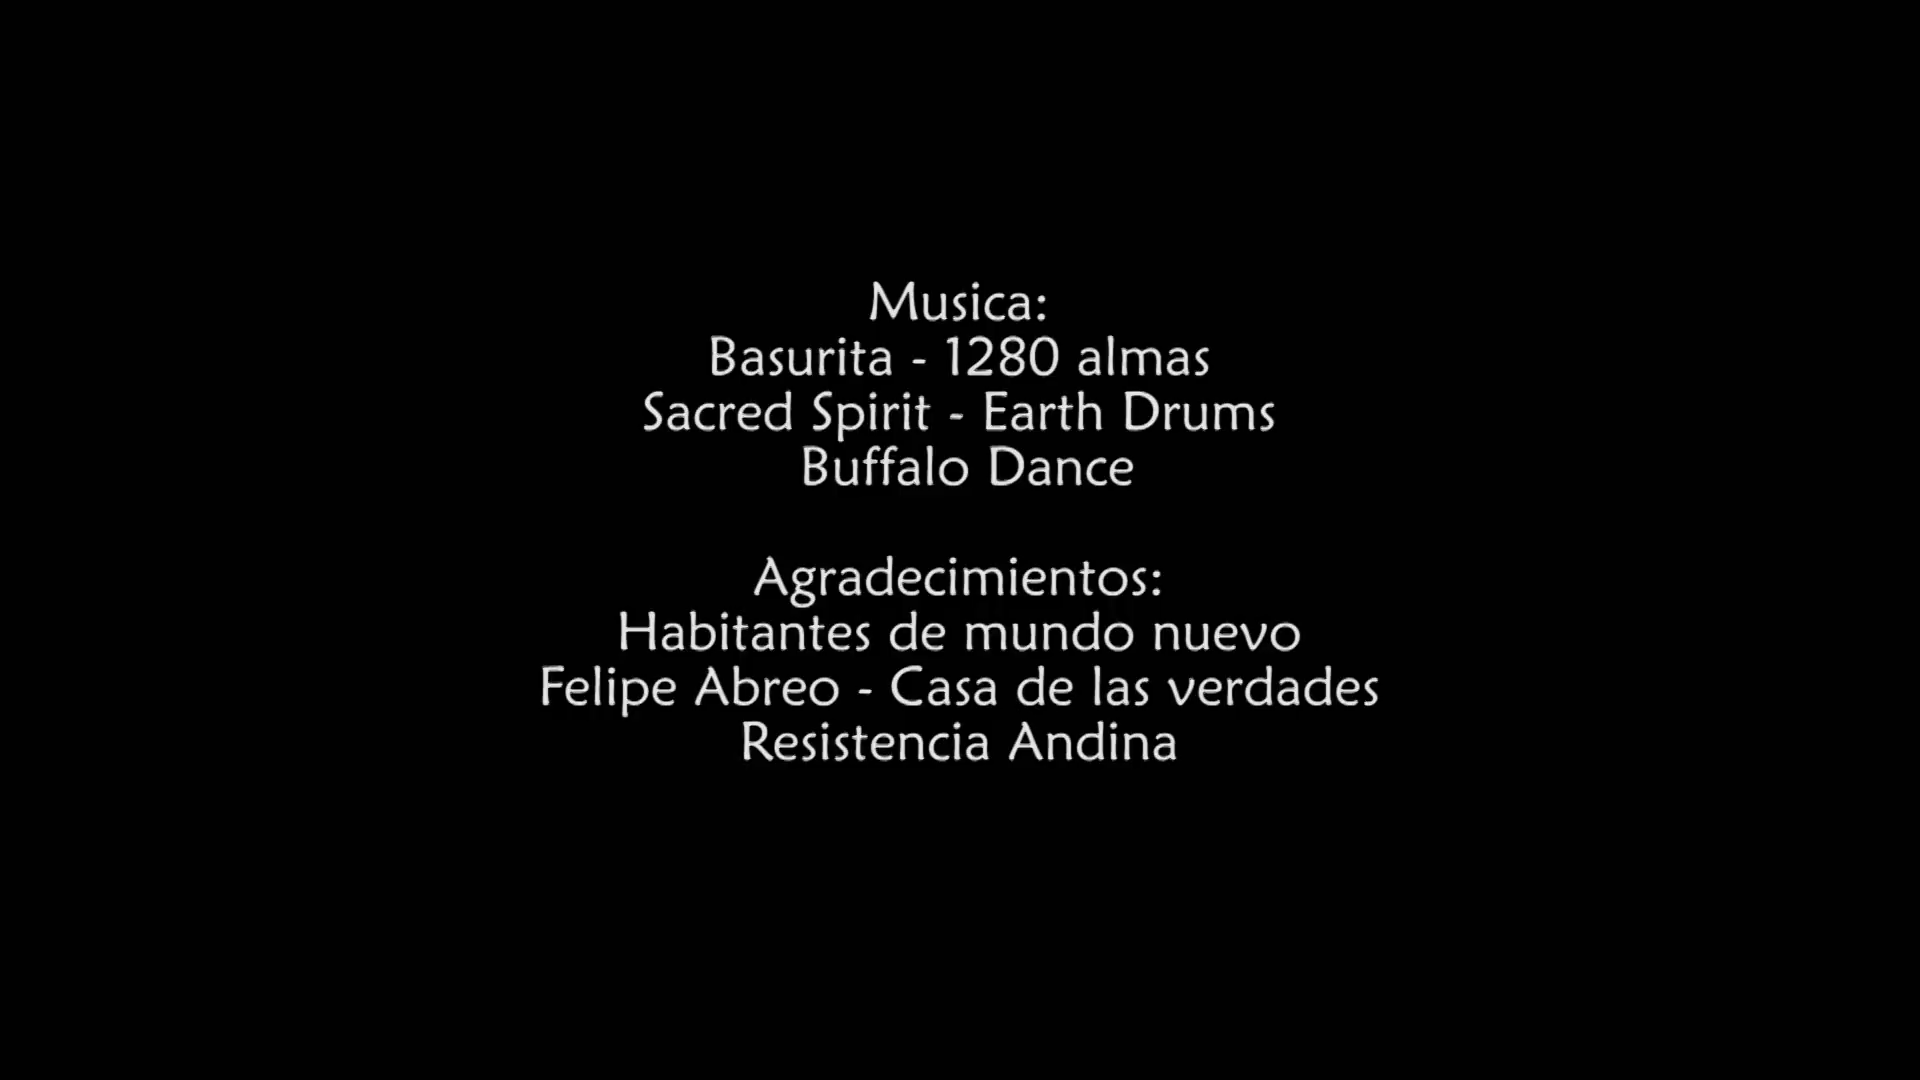 Musica:
Basurita - 1280 almas
Sacred Spirit - Earth Drums
Buffalo Dance
Agradecimientos:
Habitantes de mundo nuevo
Felipe Abreo - Casa de las verdades
Resistencia Andina